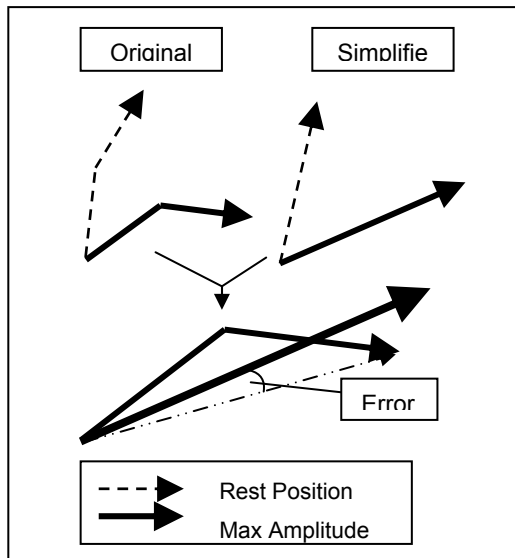 Original
Simplifie
Error
Rest Position
Max Amplitude